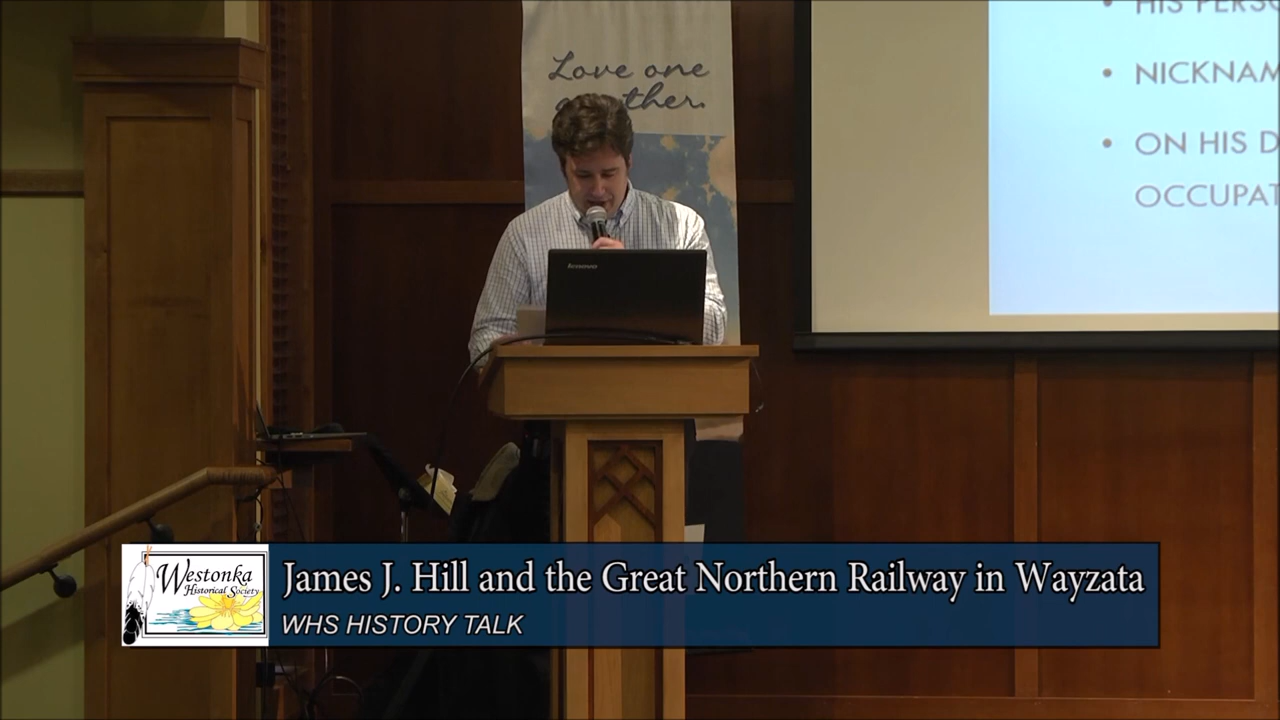 Love one
another.
HIS PERSO
• NICKNAM
• ON HIS D
OCCUPAT
lenovo
Westonka
Historical Society
James J. Hill and the Great Northern Railway in Wayzata
WHS HISTORY TALK